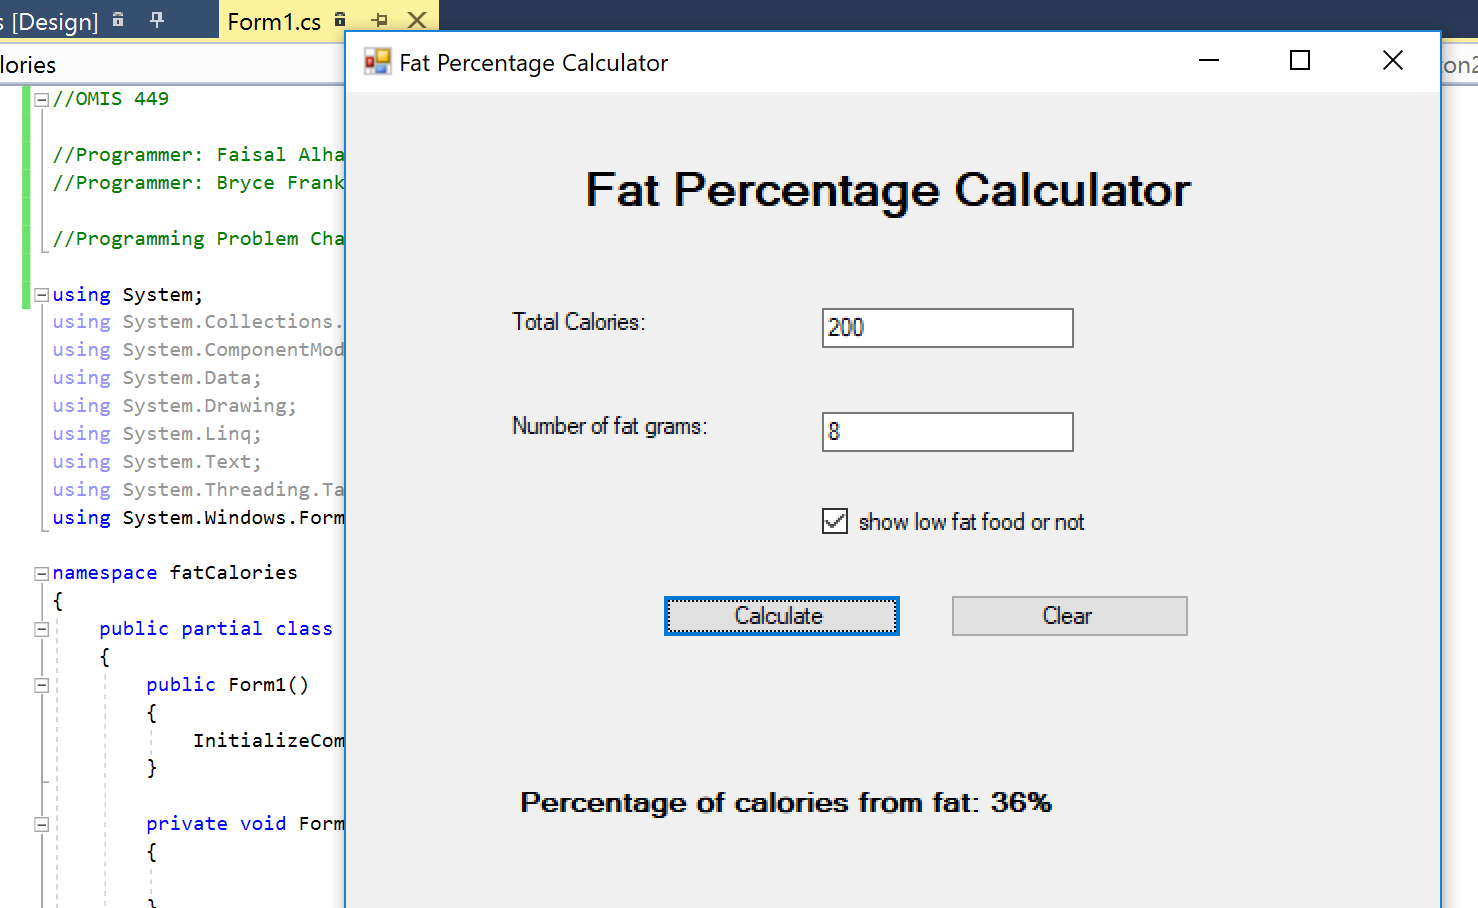 s [Design]
Form1.cs
lories
Fat Percentage Calculator
//OMIS 449
//Programmer: Faisal Alha
//Programmer: Bryce Frank
//Programming Problem Cha
using System;
using System.Collections.
using System.ComponentMod
using System.Data;
using System.Drawing;
using System.Linq;
using System.Text;
using System.Threading.Ta
using System.Windows.Form
namespace fatCalories
{
public partial class
{
public Form1()
{
InitializeCom
}
private void Form
{
}
Fat Percentage Calculator
Total Calories:
200
Number of fat grams:
8
show low fat food or not
Calculate
Clear
Percentage of calories from fat: 36%
ton2